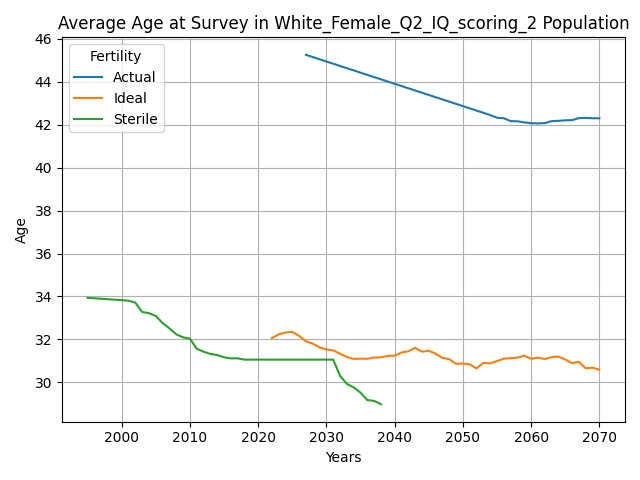 Average Age at Survey in White_Female_Q2_IQ_scoring_2 Population
Fertility
Actual
Ideal
Sterile
46
44
42
40
38
36
34
32
30
Age
2000 2010 2020 2030 2040 2050 2060 2070
Years